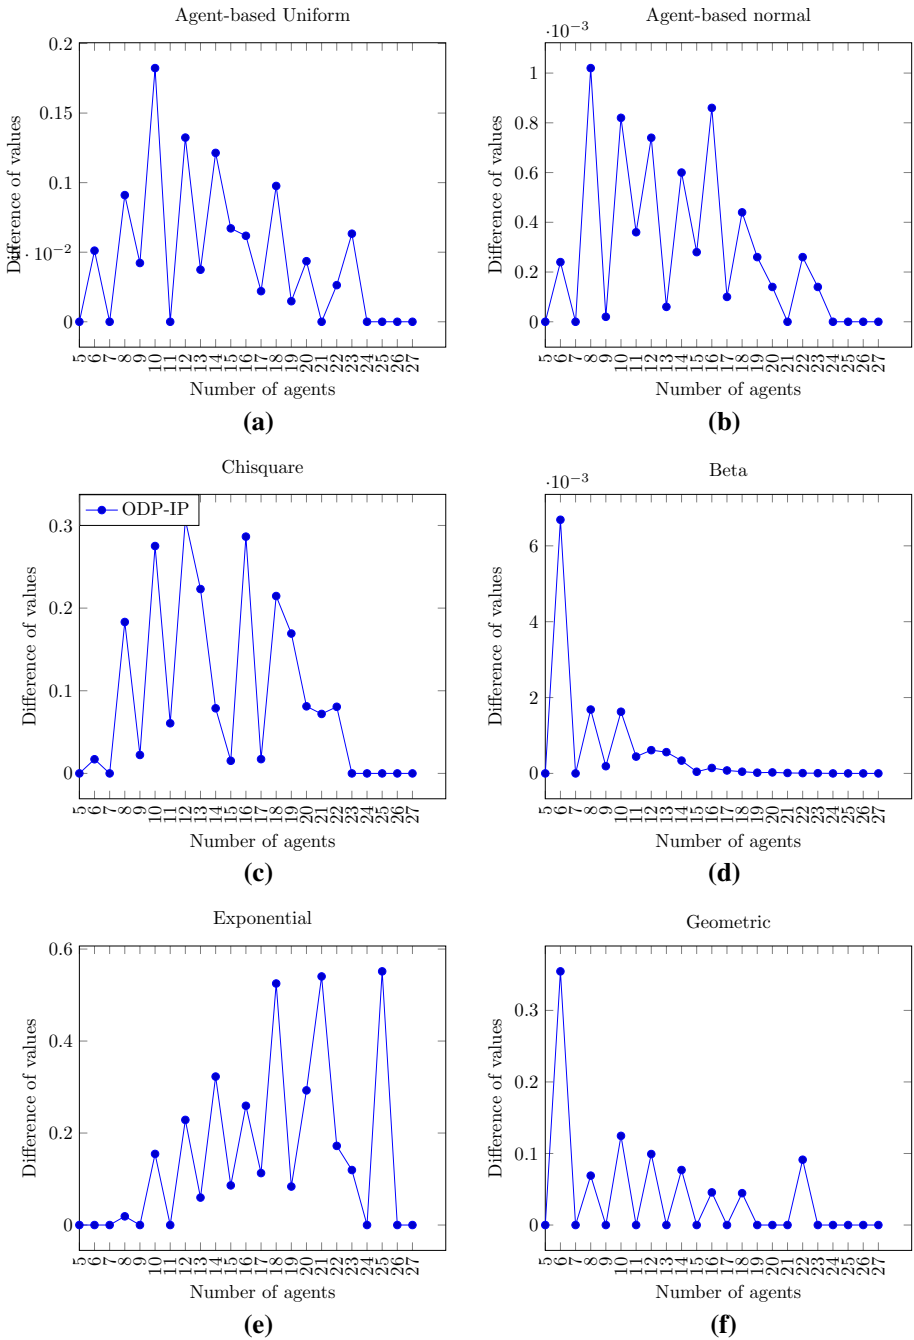 Agent-based Uniform
0.2
0.15
0.1
· 10−2
0
Difference of values
5 6 7 8 9 10 11 12 13 14 15 16 17 18 19 20 21 22 23 24 25 26 27
Number of agents
(a)
Agent-based normal
·10−3
1
0.8
0.6
0.4
0.2
0
Difference of values
5 6 7 8 9 10 11 12 13 14 15 16 17 18 19 20 21 22 23 24 25 26 27
Number of agents
(b)
Chisquare
ODP-IP
0.3
0.2
0.1
0
Difference of values
5 6 7 8 9 10 11 12 13 14 15 16 17 18 19 20 21 22 23 24 25 26 27
Number of agents
(c)
Beta
·10−3
6
4
2
0
Difference of values
5 6 7 8 9 10 11 12 13 14 15 16 17 18 19 20 21 22 23 24 25 26 27
Number of agents
(d)
Exponential
0.6
0.4
0.2
0
Difference of values
5 6 7 8 9 10 11 12 13 14 15 16 17 18 19 20 21 22 23 24 25 26 27
Number of agents
(e)
Geometric
0.3
0.2
0.1
0
Difference of values
5 6 7 8 9 10 11 12 13 14 15 16 17 18 19 20 21 22 23 24 25 26 27
Number of agents
(f)